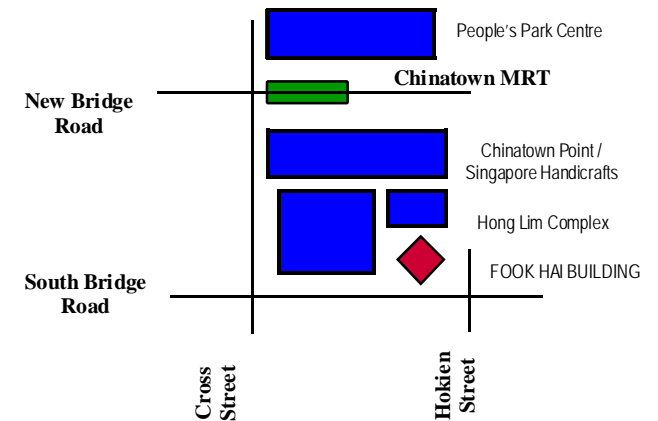 People's Park Centre
Chinatown MRT
New Bridge
Road
Chinatown Point /
Singapore Handicrafts
Hong Lim Complex
FOOK HAI BUILDING
South Bridge
Road
Cross
Street
Hokien
Street